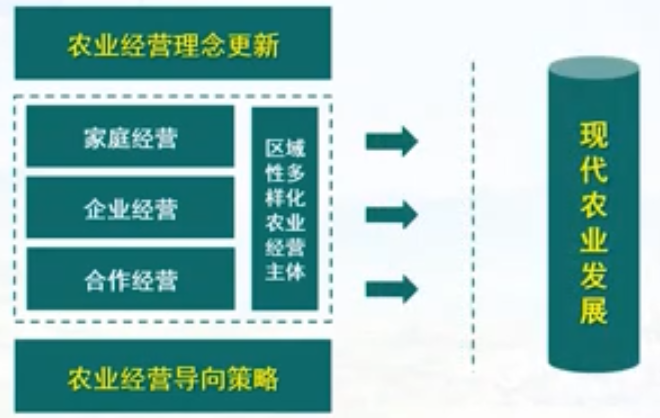 农业经营理念更新
家庭经营
企业经营
合作经营
区域
性多
样化
农业
经营
主体
农业经营导向策略
现代农业发展